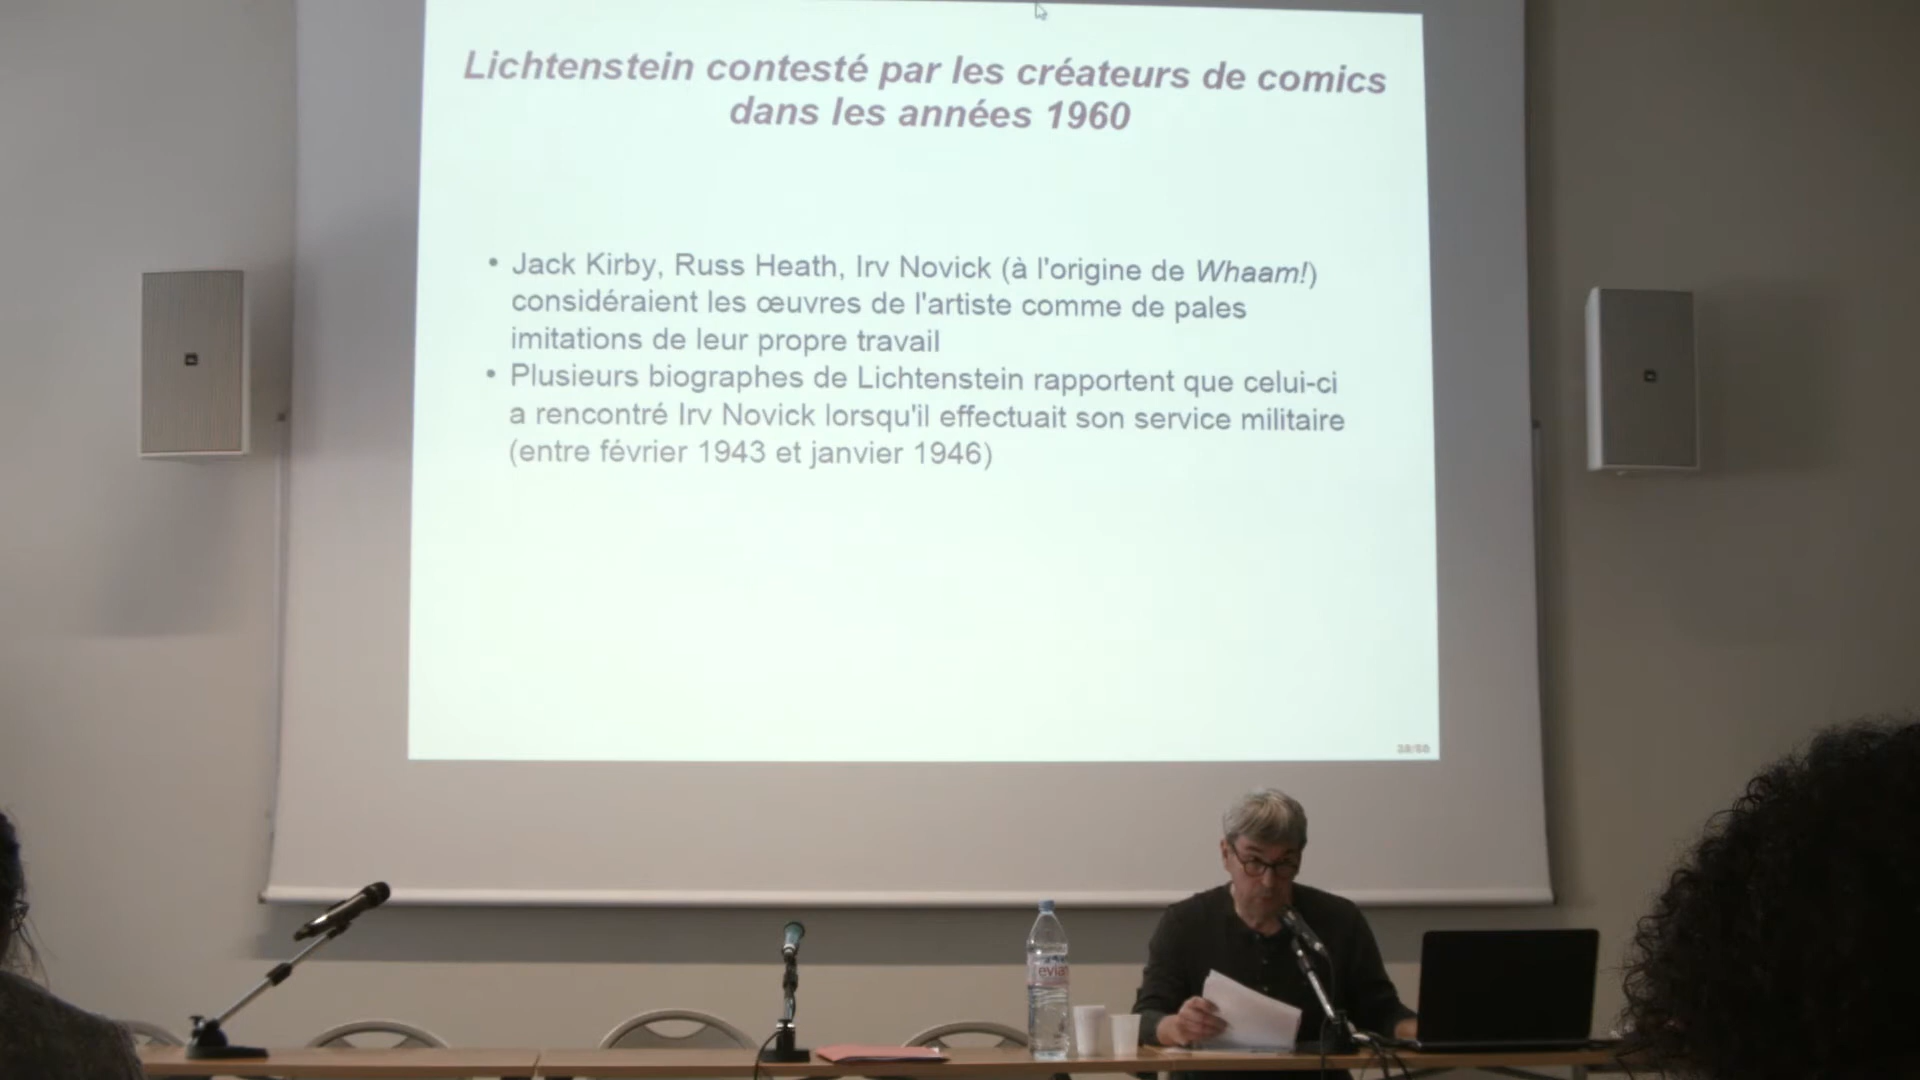 Lichtenstein contesté par les créateurs de comics
dans les années 1960
• Jack Kirby, Russ Heath, Irv Novick (à l'origine de Whaam!)
considéraient les œuvres de l'artiste comme de pales
imitations de leur propre travail
• Plusieurs biographes de Lichtenstein rapportent que celui-ci
a rencontré Irv Novick lorsqu'il effectuait son service militaire
(entre février 1943 et janvier 1946)
evian